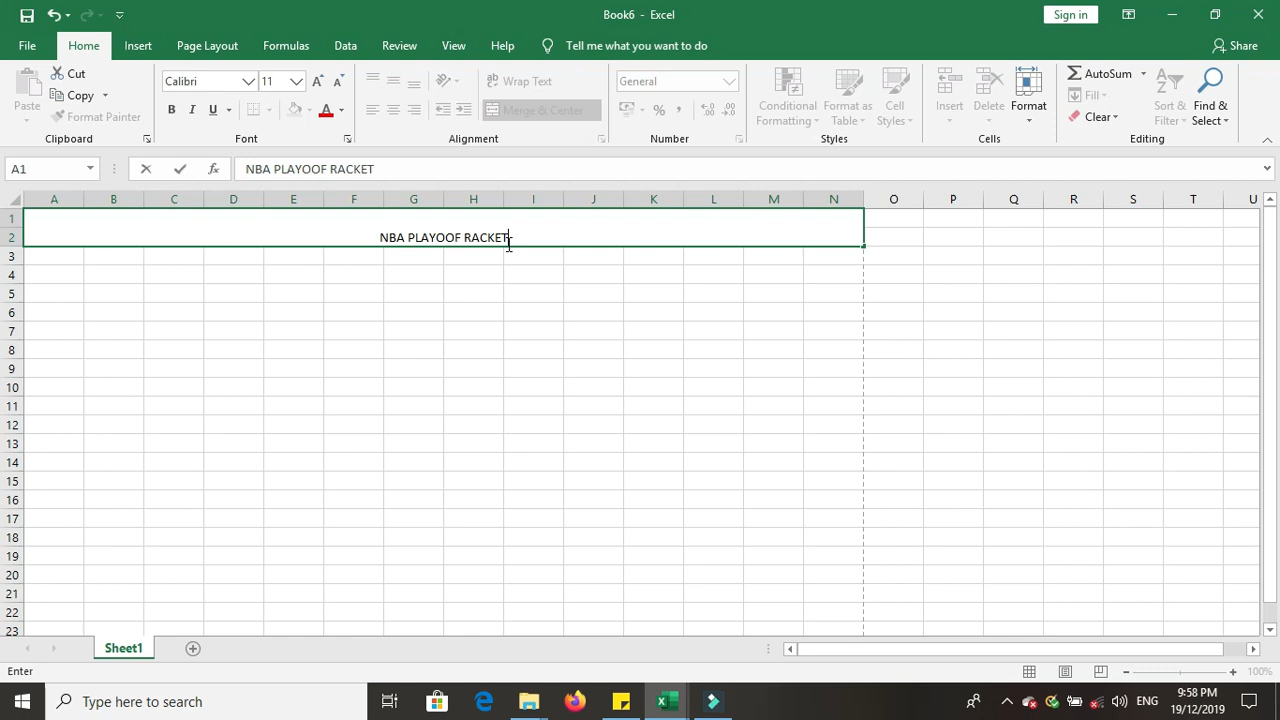 Book6 - Excel
Sign in
File
Home
Insert
Page Layout
Formulas
Data
Review
View
Help
Tell me what you want to do
Share
Paste
Cut
Copy
Format Painter
Clipboard
Calibri
11
B I U
Font
Wrap Text
Merge & Center
Alignment
General
%
Number
Conditional
Formatting
Format as
Table
Cell
Styles
Styles
Insert
Delete
Format
Cells
AutoSum
Fill
Clear
Sort &
Filter
Find &
Select
Editing
A1
fx
NBA PLAYOOF RACKET
A B C D E F G H I J K L M N O P Q R S T U
1
2
NBA PLAYOOF RACKET
3
4
5
6
7
8
9
10
11
12
13
14
15
16
17
18
19
20
21
22
23
Sheet1
Enter
100%
Type here to search
ENG
9:58 PM
19/12/2019